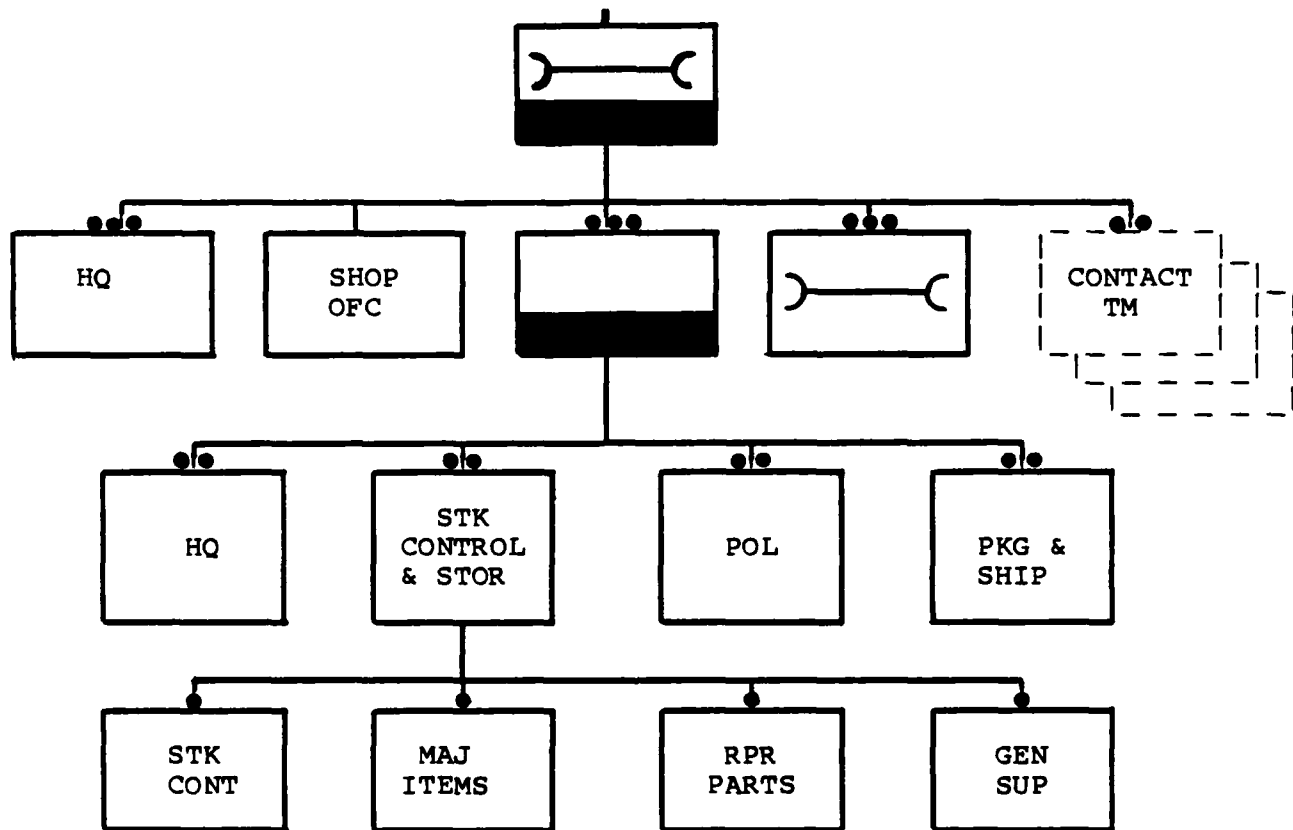 HQ
SHOP
OFC
CONTACT
TM
HQ
STK
CONTROL
& STOR
POL
PKG &
SHIP
STK
CONT
MAJ
ITEMS
RPR
PARTS
GEN
SUP